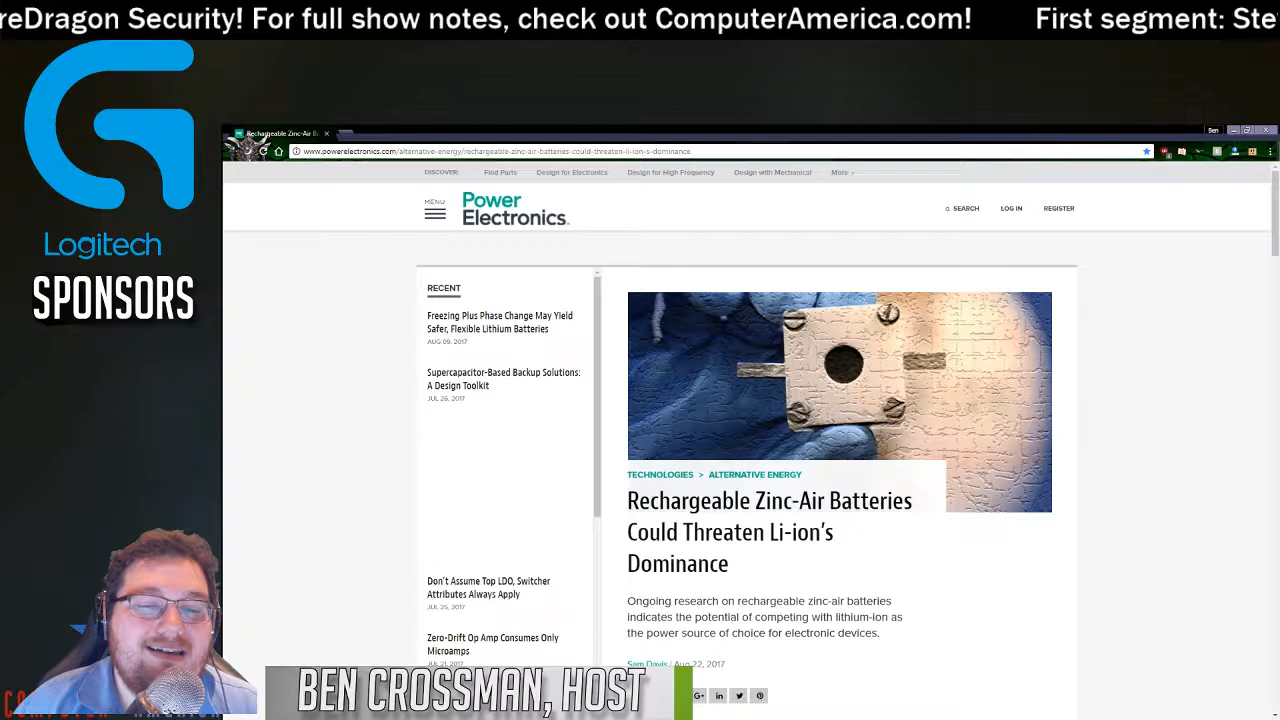 reDragon Security! For full show notes, check out ComputerAmerica.com! First segment: Ste
Logitech
SPONSORS
Rechargeable Zinc-Air B
Ben
www.powerelectronics.com/alternative-energy/rechargeable-zinc-air-batteries-could-threaten-li-ion-s-dominance
DISCOVER: Find Parts Design for Electronics Design for High Frequency Design with Mechanical More
MENU
Power
Electronics.
SEARCH LOG IN REGISTER
RECENT
Freezing Plus Phase Change May Yield
Safer, Flexible Lithium Batteries
AUG 09, 2017
Supercapacitor-Based Backup Solutions:
A Design Toolkit
JUL 26, 2017
Don't Assume Top LDO, Switcher
Attributes Always Apply
JUL 25, 2017
Zero-Drift Op Amp Consumes Only
Microamps
JUL 21, 2017
TECHNOLOGIES > ALTERNATIVE ENERGY
Rechargeable Zinc-Air Batteries
Could Threaten Li-ion's
Dominance
Ongoing research on rechargeable zinc-air batteries
indicates the potential of competing with lithium-ion as
the power source of choice for electronic devices.
Sam Davis | Aug 22, 2017
G+ in
BEN CROSSMAN, HOST